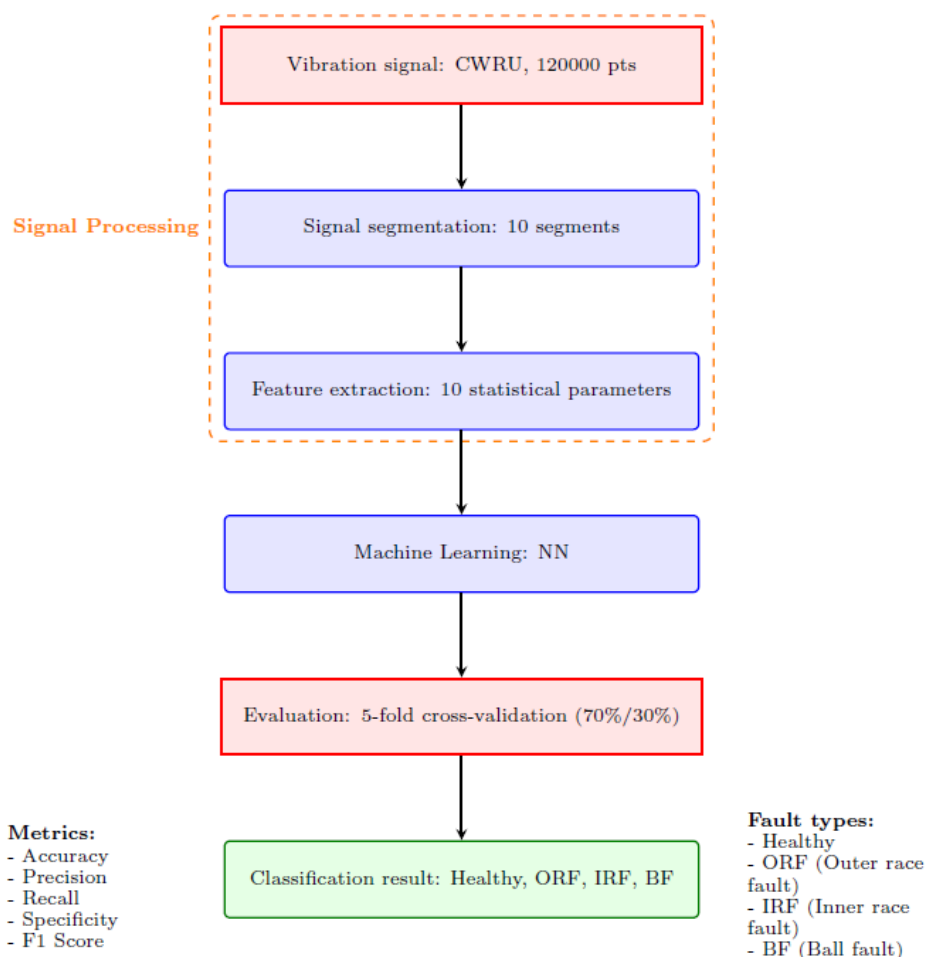 Vibration signal: CWRU, 120000 pts
Signal Processing
Signal segmentation: 10 segments
Feature extraction: 10 statistical parameters
Machine Learning: NN
Evaluation: 5-fold cross-validation (70%/30%)
Classification result: Healthy, ORF, IRF, BF
Metrics:
- Accuracy
- Precision
- Recall
- Specificity
- F1 Score
Fault types:
- Healthy
- ORF (Outer race
fault)
- IRF (Inner race
fault)
- BF (Ball fault)